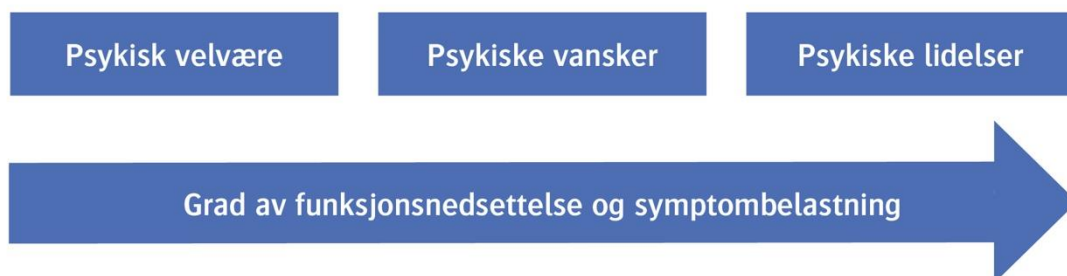 Psykisk velvære
Psykiske vansker
Psykiske lidelser
Grad av funksjonsnedsettelse og symptombelastning